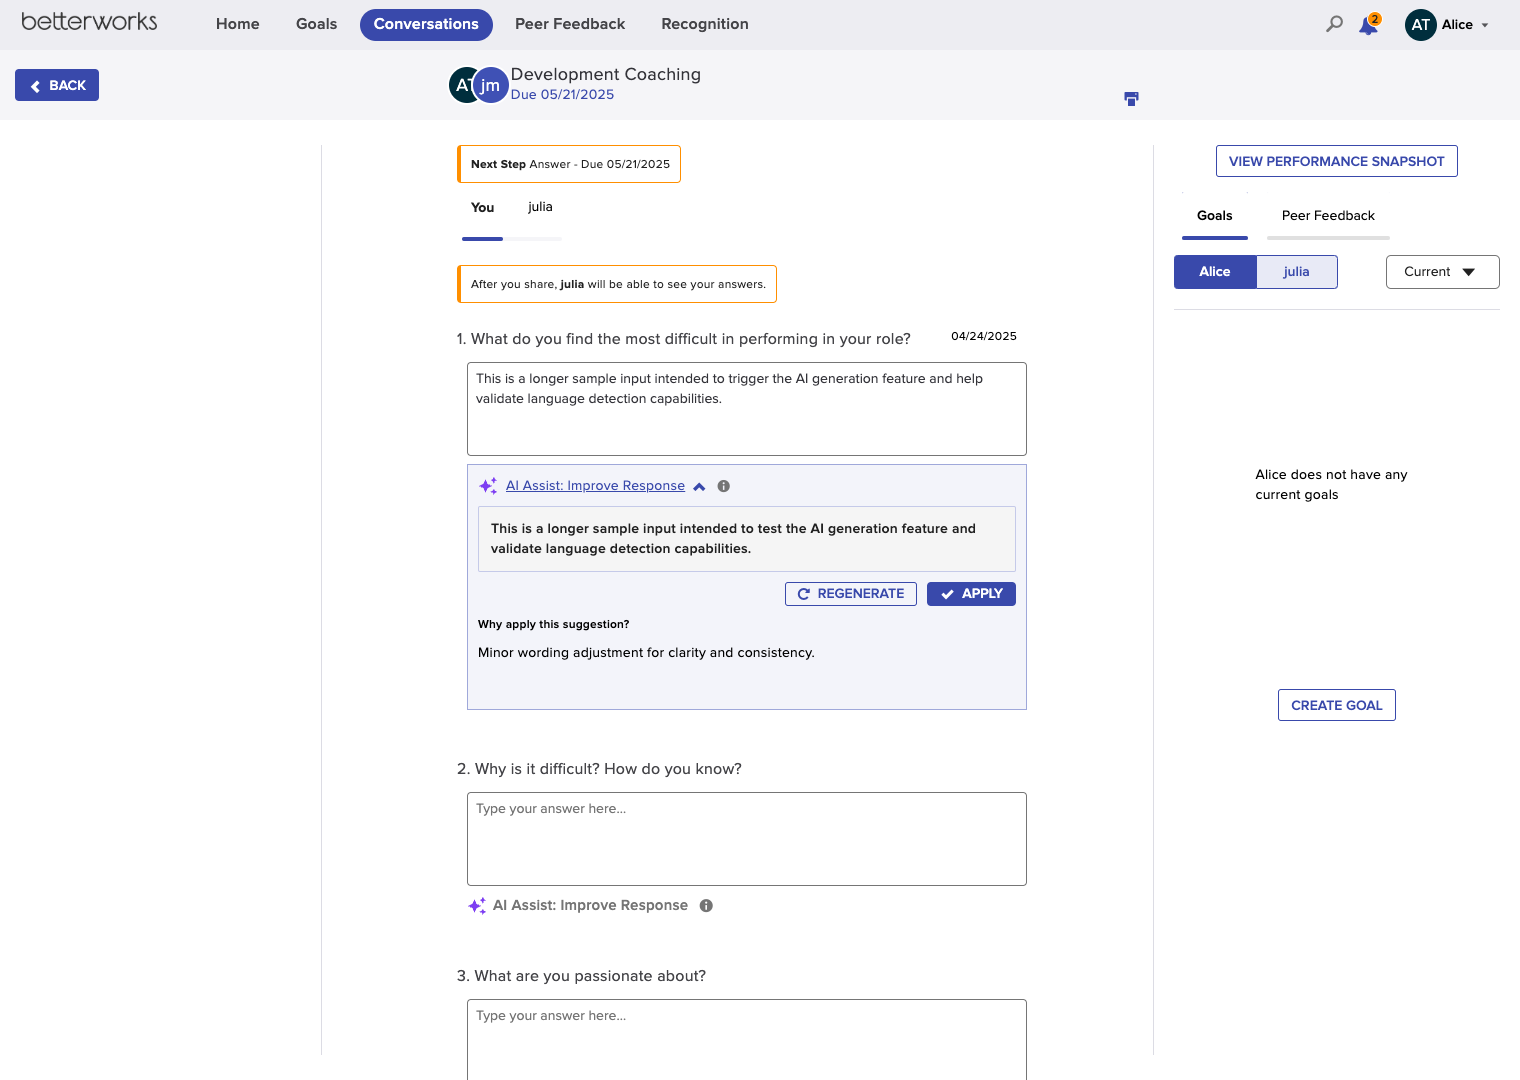 betterworks
Home
Goals
Conversations
Peer Feedback
Recognition
2
AT
Alice
BACK
AT
jm
Development Coaching
Due 05/21/2025
Next Step Answer - Due 05/21/2025
You
julia
After you share, julia will be able to see your answers.
1. What do you find the most difficult in performing in your role?
04/24/2025
This is a longer sample input intended to trigger the AI generation feature and help
validate language detection capabilities.
AI Assist: Improve Response
This is a longer sample input intended to test the AI generation feature and
validate language detection capabilities.
REGENERATE
APPLY
Why apply this suggestion?
Minor wording adjustment for clarity and consistency.
2. Why is it difficult? How do you know?
Type your answer here...
AI Assist: Improve Response
3. What are you passionate about?
Type your answer here...
VIEW PERFORMANCE SNAPSHOT
Goals
Peer Feedback
Alice
julia
Current
Alice does not have any
current goals
CREATE GOAL